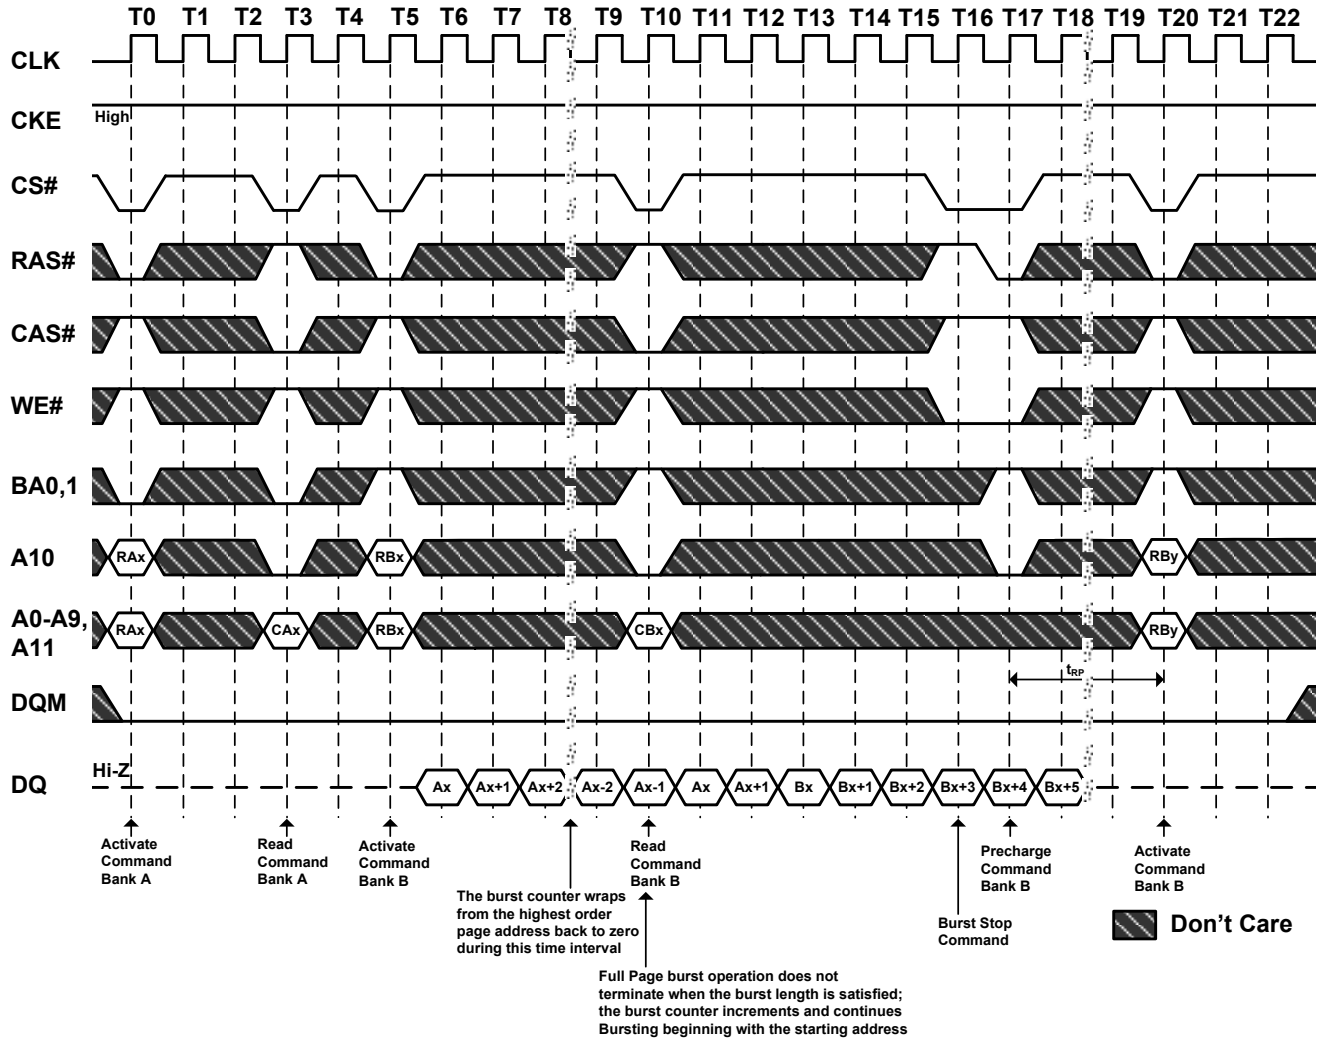 T0 T1 T2 T3 T4 T5 T6 T7 T8 T9 T10 T11 T12 T13 T14 T15 T16 T17 T18 T19 T20 T21 T22
CLK
CKE High
CS#
RAS#
CAS#
WE#
BA0,1
A10 RAx RBx RBy
A0-A9,
A11 RAx CAx RBx CBx RBy
tRP
DQM
DQ Hi-Z Ax Ax+1 Ax+2 Ax-2 Ax-1 Ax Ax+1 Bx Bx+1 Bx+2 Bx+3 Bx+4 Bx+5
Activate
Command
Bank A
Read
Command
Bank A
Activate
Command
Bank B
The burst counter wraps
from the highest order
page address back to zero
during this time interval
Read
Command
Bank B
Full Page burst operation does not
terminate when the burst length is satisfied;
the burst counter increments and continues
Bursting beginning with the starting address
Burst Stop
Command
Precharge
Command
Bank B
Activate
Command
Bank B
Don't Care